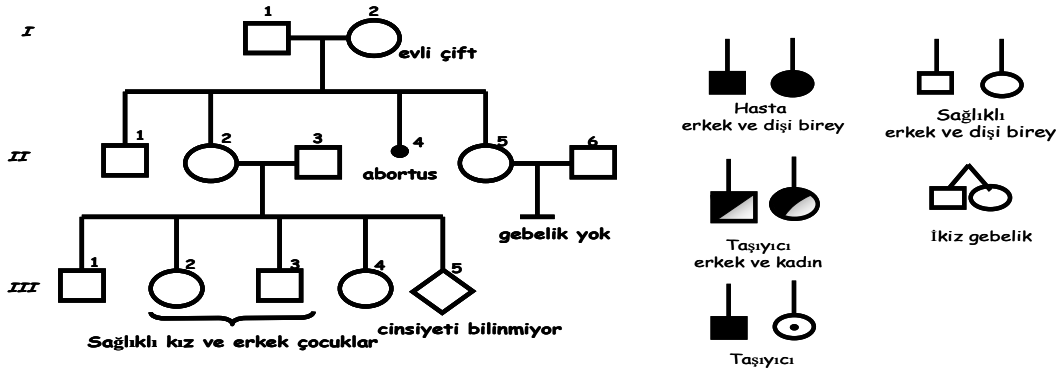 I
1
2
evli çift
II
1
2
3
4
5
6
abortus
gebelik yok
III
1
2
3
4
5
cinsiyeti bilinmiyor
Sağlıklı kız ve erkek çocuklar
Hasta
erkek ve dişi birey
Sağlıklı
erkek ve dişi birey
Taşıyıcı
erkek ve kadın
İkiz gebelik
Taşıyıcı